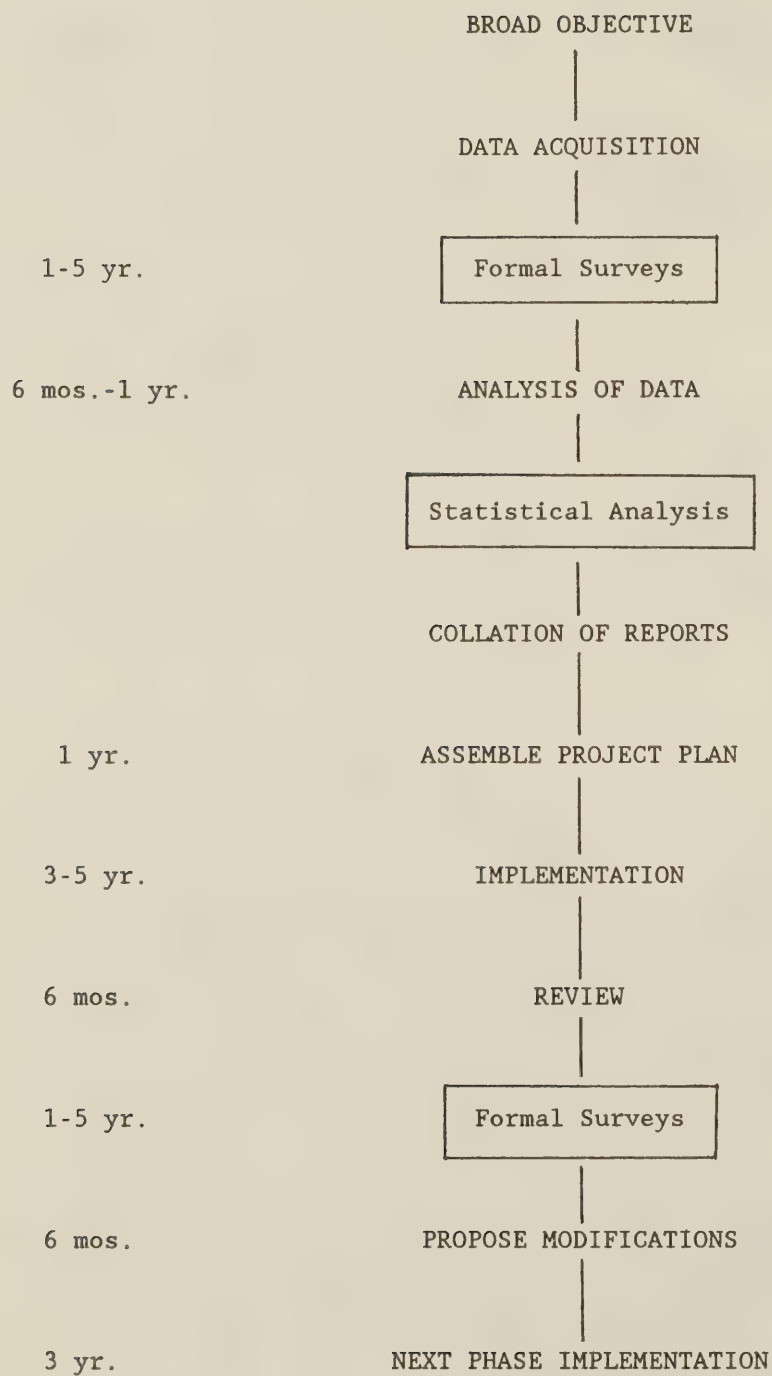 BROAD OBJECTIVE
DATA ACQUISITION
1-5 yr. Formal Surveys
6 mos.-1 yr. ANALYSIS OF DATA
Statistical Analysis
COLLATION OF REPORTS
1 yr. ASSEMBLE PROJECT PLAN
3-5 yr. IMPLEMENTATION
6 mos. REVIEW
1-5 yr. Formal Surveys
6 mos. PROPOSE MODIFICATIONS
3 yr. NEXT PHASE IMPLEMENTATION